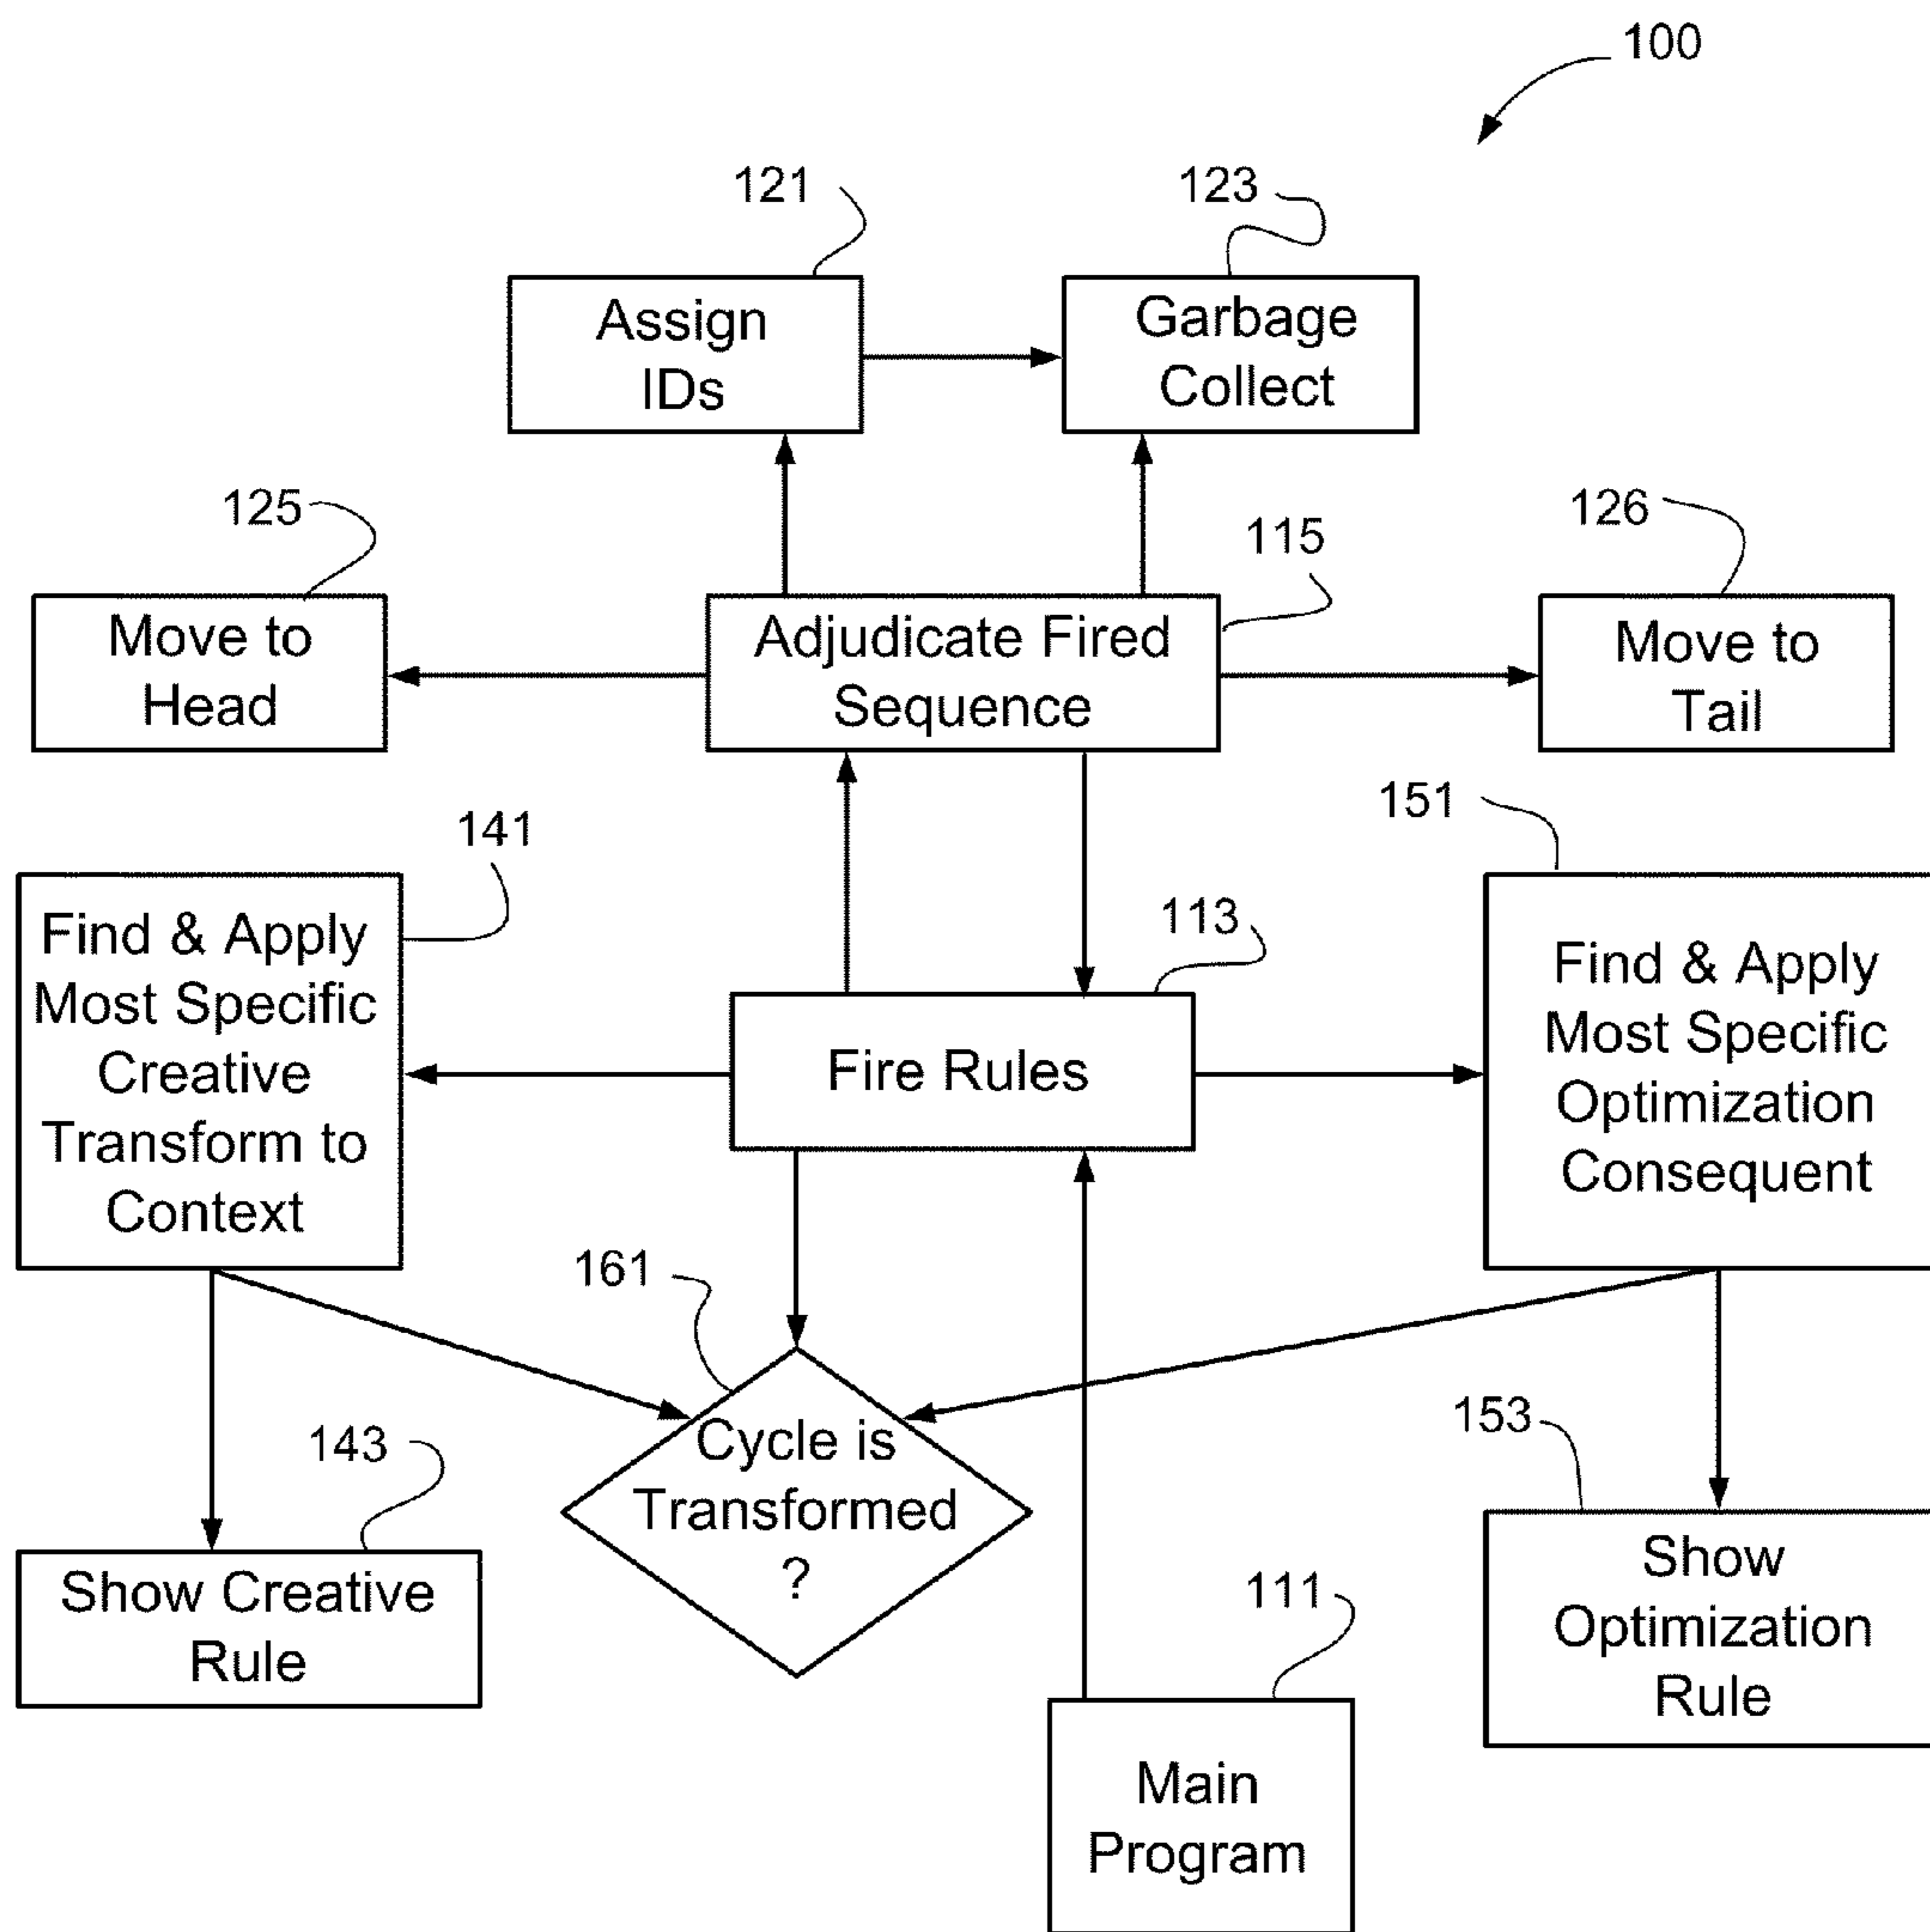 100
121
123
Assign
IDs
Garbage
Collect
125
115
126
Move to
Head
Adjudicate Fired
Sequence
Move to
Tail
141
151
113
Find & Apply
Most Specific
Creative
Transform to
Context
Fire Rules
Find & Apply
Most Specific
Optimization
Consequent
161
Cycle is
Transformed
?
143
153
Show Creative
Rule
Show
Optimization
Rule
111
Main
Program